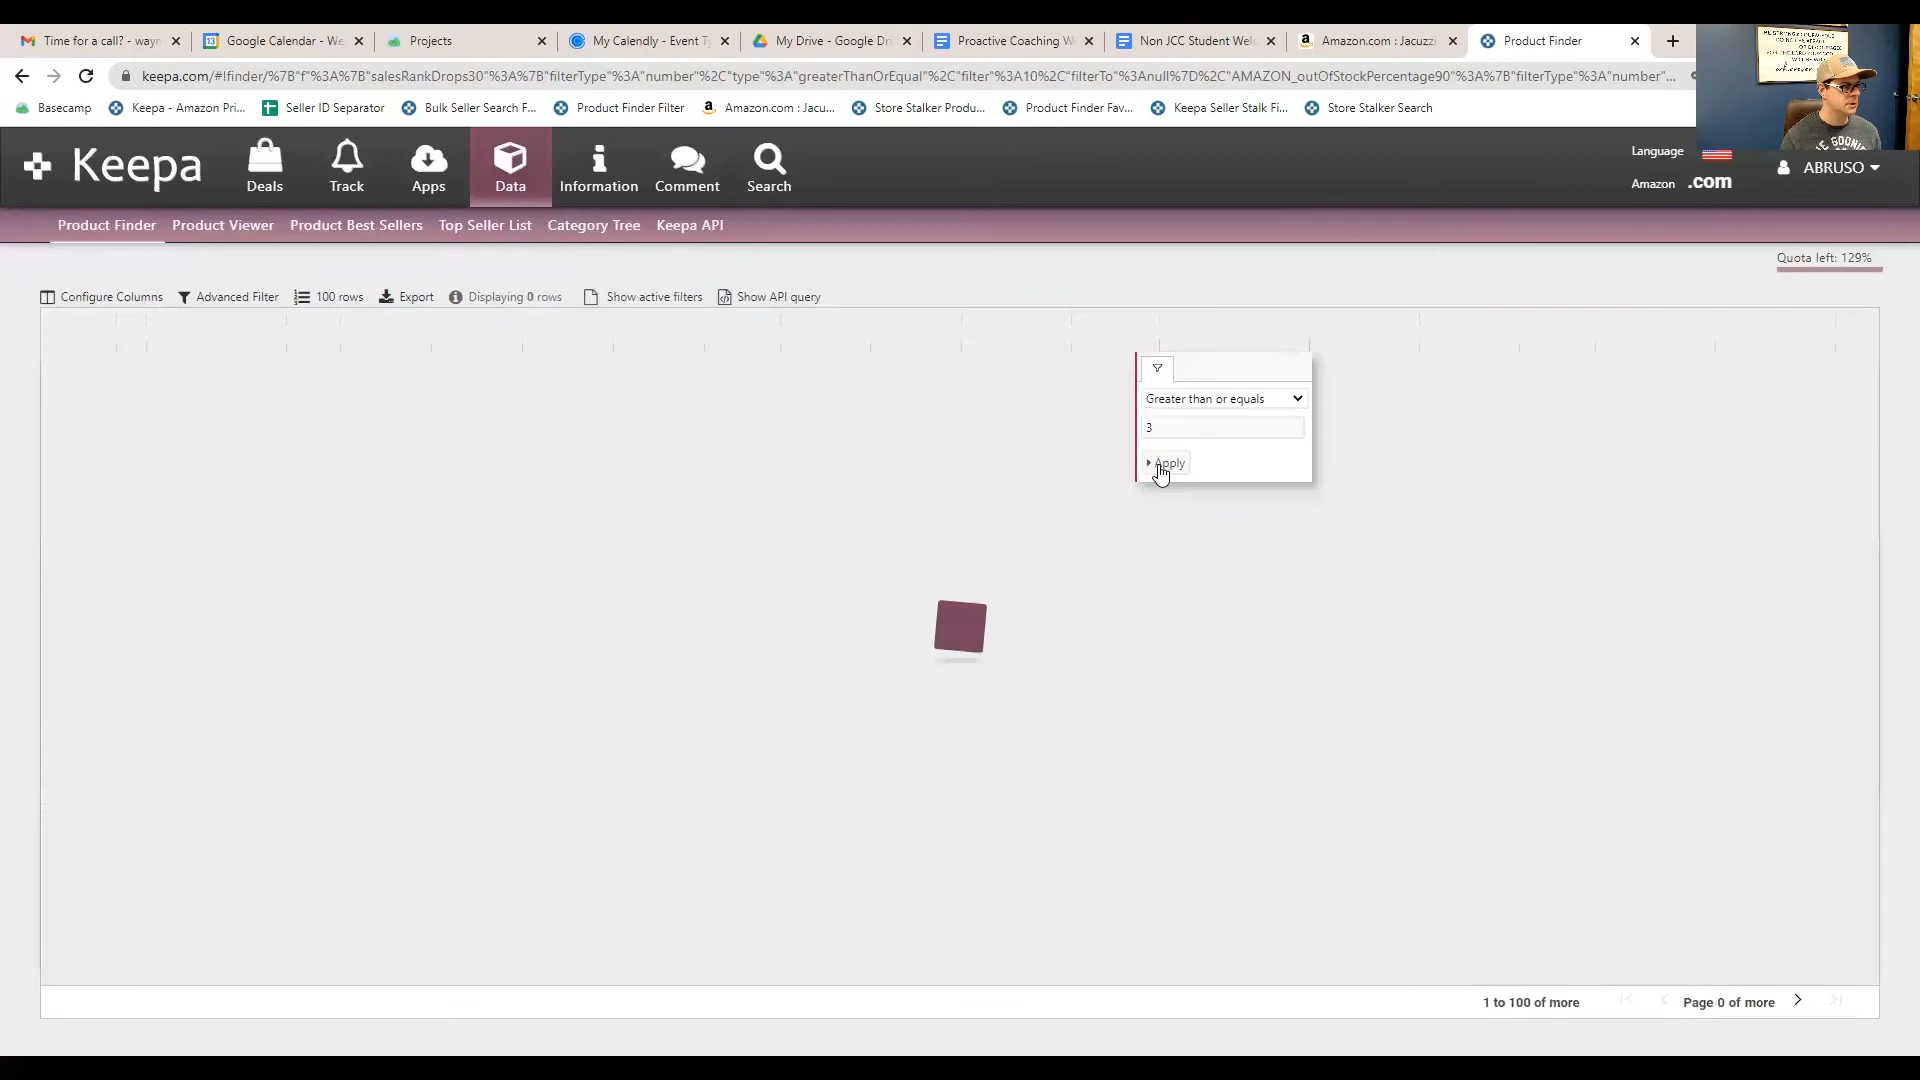 Time for a call? - wayn
Google Calendar - We
Projects
My Calendly - Event Ty
My Drive - Google Dri
Proactive Coaching W
Non JCC Student Welc
Amazon.com : Jacuzzi
Product Finder
keepa.com/#!finder/%7B"f"%3A%7B"salesRankDrops30"%3A%7B"filterType"%3A"number"%2C"type"%3A"greaterThanOrEqual"%2C"filter"%3A10%2C"filterTo"%3Anull%7D%2C"AMAZON_outOfStockPercentage90"%3A%7B"filterType"%3A"number"...
Basecamp
Keepa - Amazon Pri...
Seller ID Separator
Bulk Seller Search F...
Product Finder Filter
Amazon.com : Jacu...
Store Stalker Produ...
Product Finder Fav...
Keepa Seller Stalk Fi...
Store Stalker Search
Keepa
Deals
Track
Apps
Data
Information
Comment
Search
Language
Amazon .com
ABRUSO
Product Finder
Product Viewer
Product Best Sellers
Top Seller List
Category Tree
Keepa API
Quota left: 129%
Configure Columns
Advanced Filter
100 rows
Export
Displaying 0 rows
Show active filters
Show API query
Greater than or equals
3
Apply
1 to 100 of more
Page 0 of more